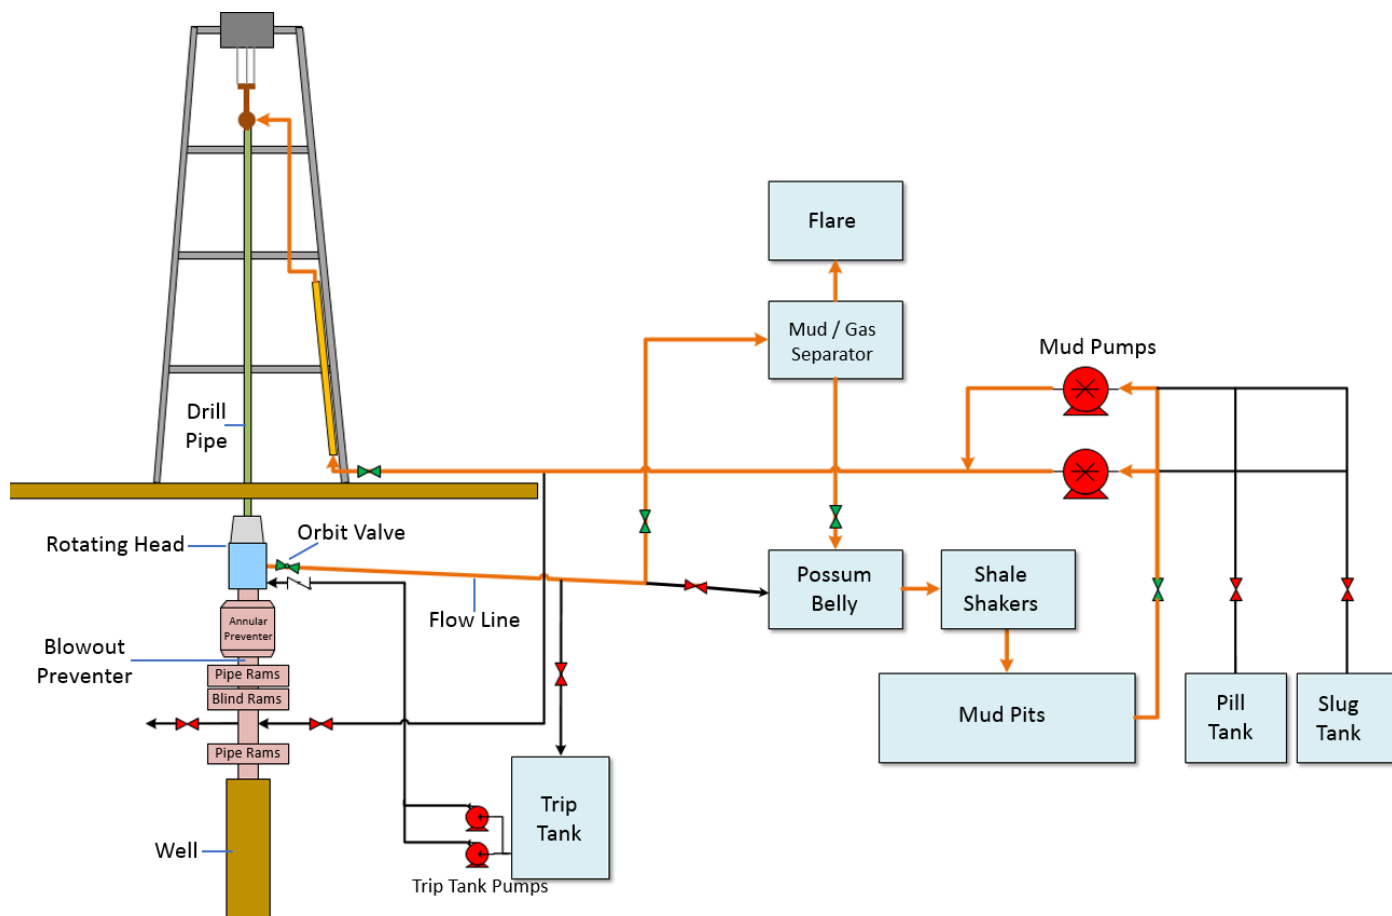 Flare
Mud / Gas
Separator
Mud Pumps
Drill
Pipe
Rotating Head
Orbit Valve
Flow Line
Possum
Belly
Shale
Shakers
Annular
Preventer
Blowout
Preventer
Pipe Rams
Blind Rams
Pipe Rams
Mud Pits
Pill
Tank
Slug
Tank
Trip
Tank
Well
Trip Tank Pumps